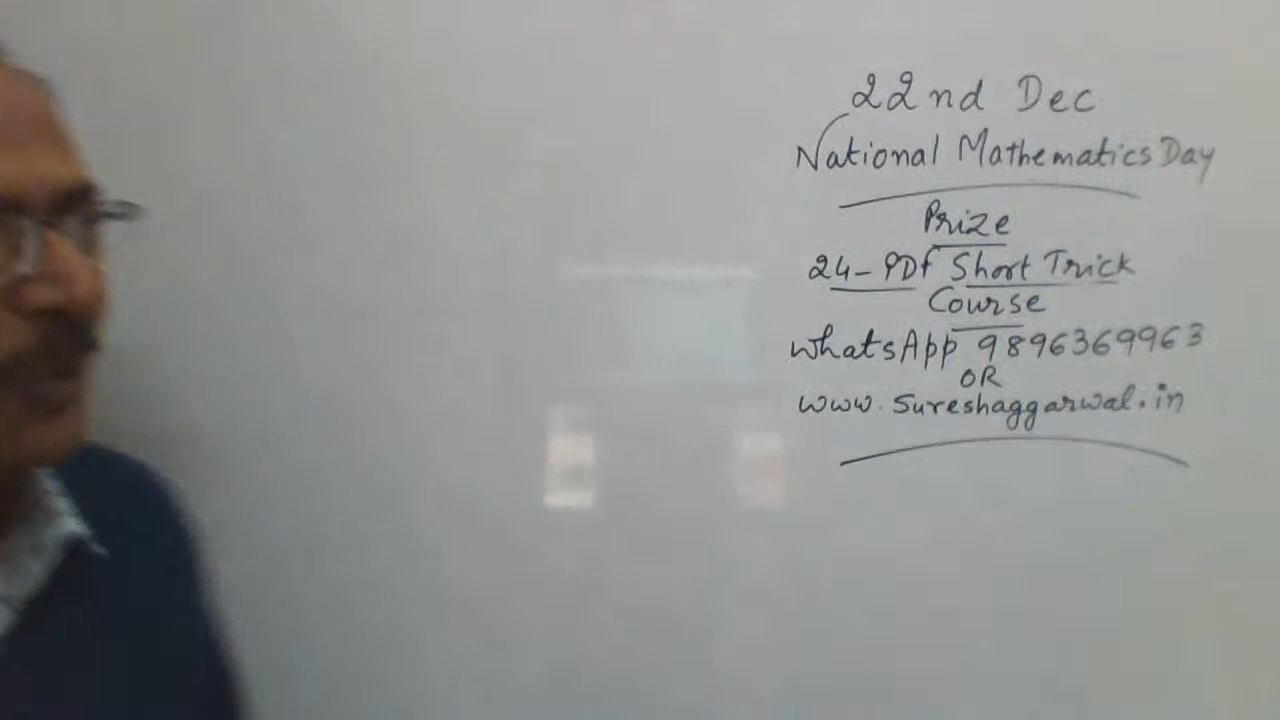 22nd Dec
National Mathematics Day
Prize
24-PDf Short Trick
Course
WhatsApp 9896369963
OR
www.sureshaggarwal.in